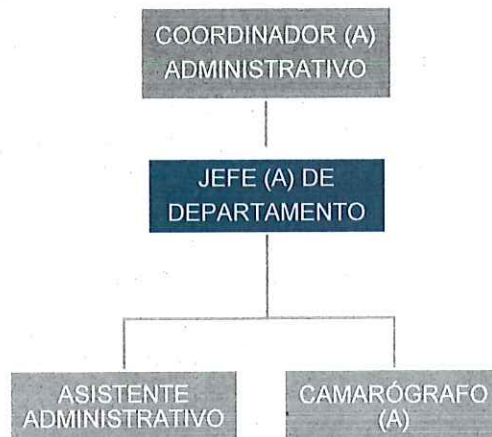 COORDINADOR (A)
ADMINISTRATIVO
JEFE (A) DE
DEPARTAMENTO
ASISTENTE
ADMINISTRATIVO
CAMARÓGRAFO
(A)